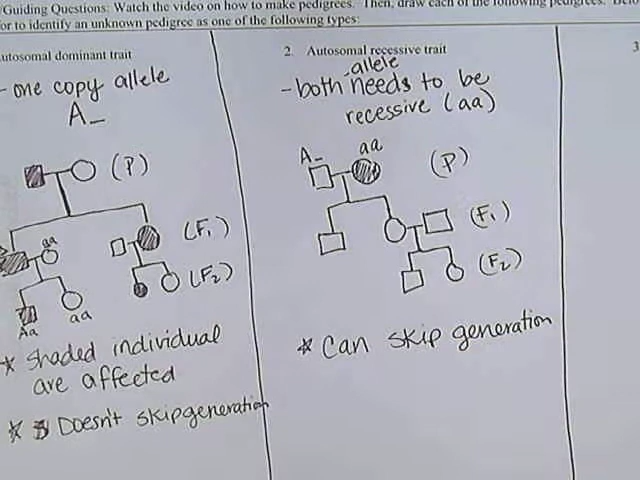 Guiding Questions: Watch the video on how to make pedigrees. Then, draw each of the following pedigrees.
or to identify an unknown pedigree as one of the following types:
utosomal dominant trait
- one copy allele
A_
(P)
aa
(F₁)
(F₂)
Aa
aa
* Shaded individual
are affected
* Doesn't skip generation
2. Autosomal recessive trait
allele
- both needs to be
recessive (aa)
A_
aa
(P)
(F₁)
(F₂)
* Can skip generation
3